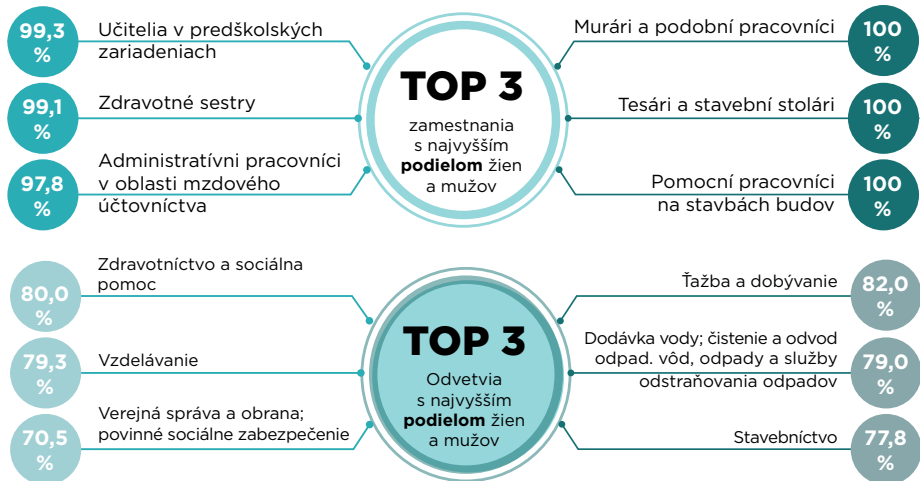 99,3
%
Učitelia v predškolských
zariadeniach
99,1
%
Zdravotné sestry
97,8
%
Administratívni pracovníci
v oblasti mzdového
účtovníctva
TOP 3
zamestnania
s najvyšším
podielom žien
a mužov
Murári a podobní pracovníci
100
%
Tesári a stavební stolári
100
%
Pomocní pracovníci
na stavbách budov
100
%
80,0
%
Zdravotníctvo a sociálna
pomoc
79,3
%
Vzdelávanie
70,5
%
Verejná správa a obrana;
povinné sociálne zabezpečenie
TOP 3
Odvetvia
s najvyšším
podielom žien
a mužov
Ťažba a dobývanie
82,0
%
Dodávka vody; čistenie a odvod
odpad. vôd, odpady a služby
odstraňovania odpadov
79,0
%
Stavebníctvo
77,8
%